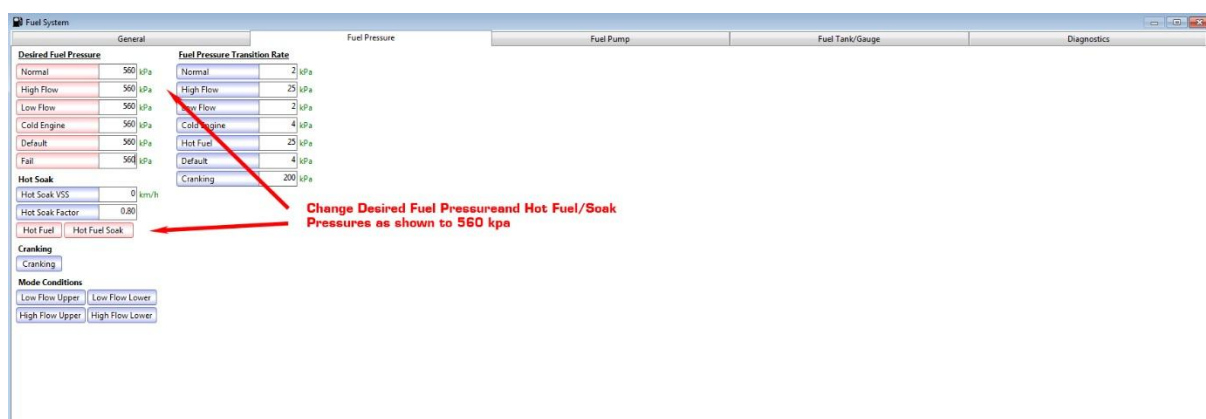 Fuel System
General Fuel Pressure Fuel Pump Fuel Tank/Gauge Diagnostics
Desired Fuel Pressure Fuel Pressure Transition Rate
Normal 560 kPa Normal 2 kPa
High Flow 560 kPa High Flow 25 kPa
Low Flow 560 kPa Low Flow 2 kPa
Cold Engine 560 kPa Cold Engine 4 kPa
Default 560 kPa Hot Fuel 25 kPa
Fail 560 kPa Default 4 kPa
Hot Soak Cranking 200 kPa
Hot Soak VSS 0 km/h
Hot Soak Factor 0.80
Change Desired Fuel Pressureand Hot Fuel/Soak
Pressures as shown to 560 kpa
Hot Fuel Hot Fuel Soak
Cranking
Cranking
Mode Conditions
Low Flow Upper Low Flow Lower
High Flow Upper High Flow Lower